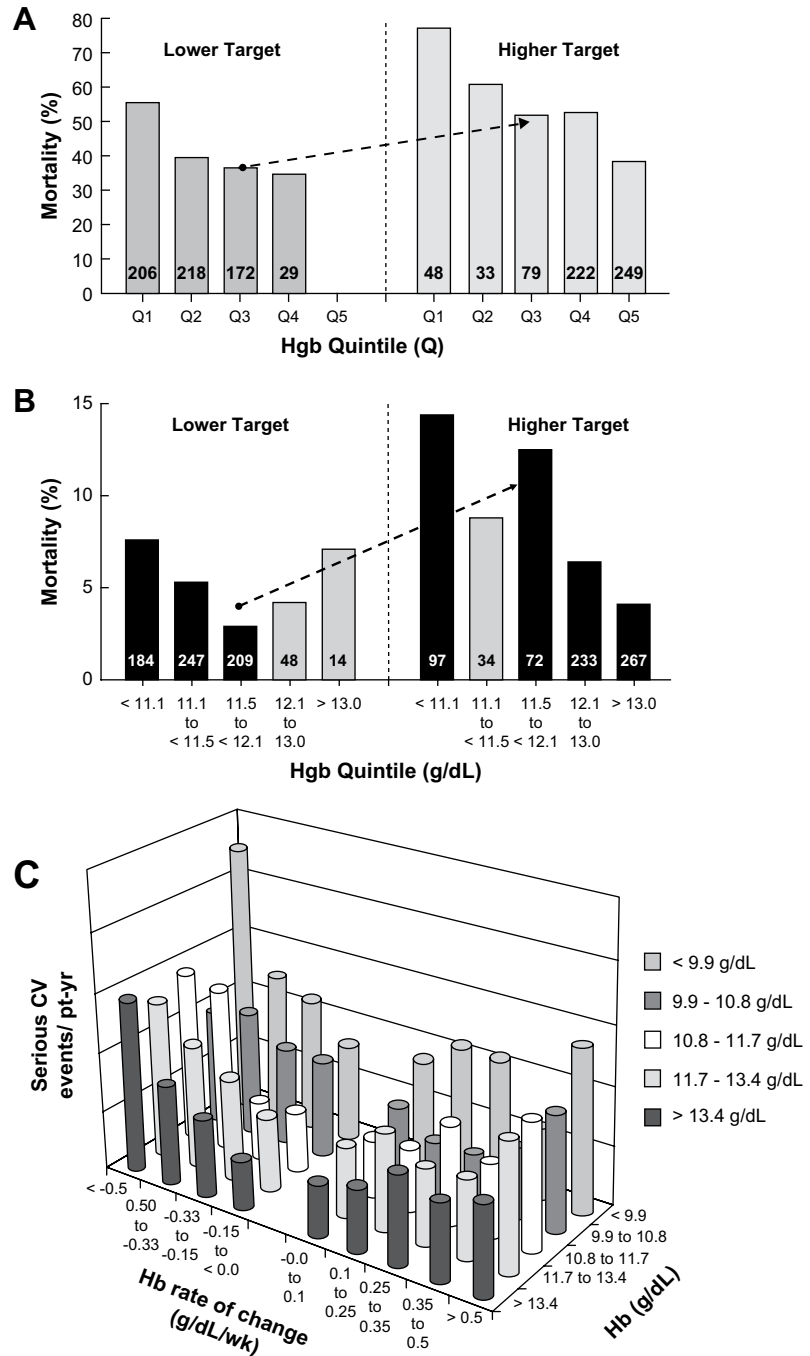 A
Mortality (%)
80
70
60
50
40
30
20
10
0
Lower Target
Higher Target
206
218
172
29
48
33
79
222
249
Q1
Q2
Q3
Q4
Q5
Q1
Q2
Q3
Q4
Q5
Hgb Quintile (Q)
B
Mortality (%)
15
10
5
0
Lower Target
Higher Target
184
247
209
48
14
97
34
72
233
267
< 11.1
11.1
to
< 11.5
11.5
to
< 12.1
12.1
to
13.0
> 13.0
< 11.1
11.1
to
< 11.5
11.5
to
< 12.1
12.1
to
13.0
> 13.0
Hgb Quintile (g/dL)
C
Serious CV
events/ pt-yr
< 9.9 g/dL
9.9 - 10.8 g/dL
10.8 - 11.7 g/dL
11.7 - 13.4 g/dL
> 13.4 g/dL
< -0.5
0.50
to
-0.33
-0.33
to
-0.15
-0.15
to
< 0.0
-0.0
to
0.1
0.1
to
0.25
0.25
to
0.35
0.35
to
0.5
> 0.5
Hb rate of change
(g/dL/wk)
< 9.9
9.9 to 10.8
10.8 to 11.7
11.7 to 13.4
> 13.4
Hb (g/dL)